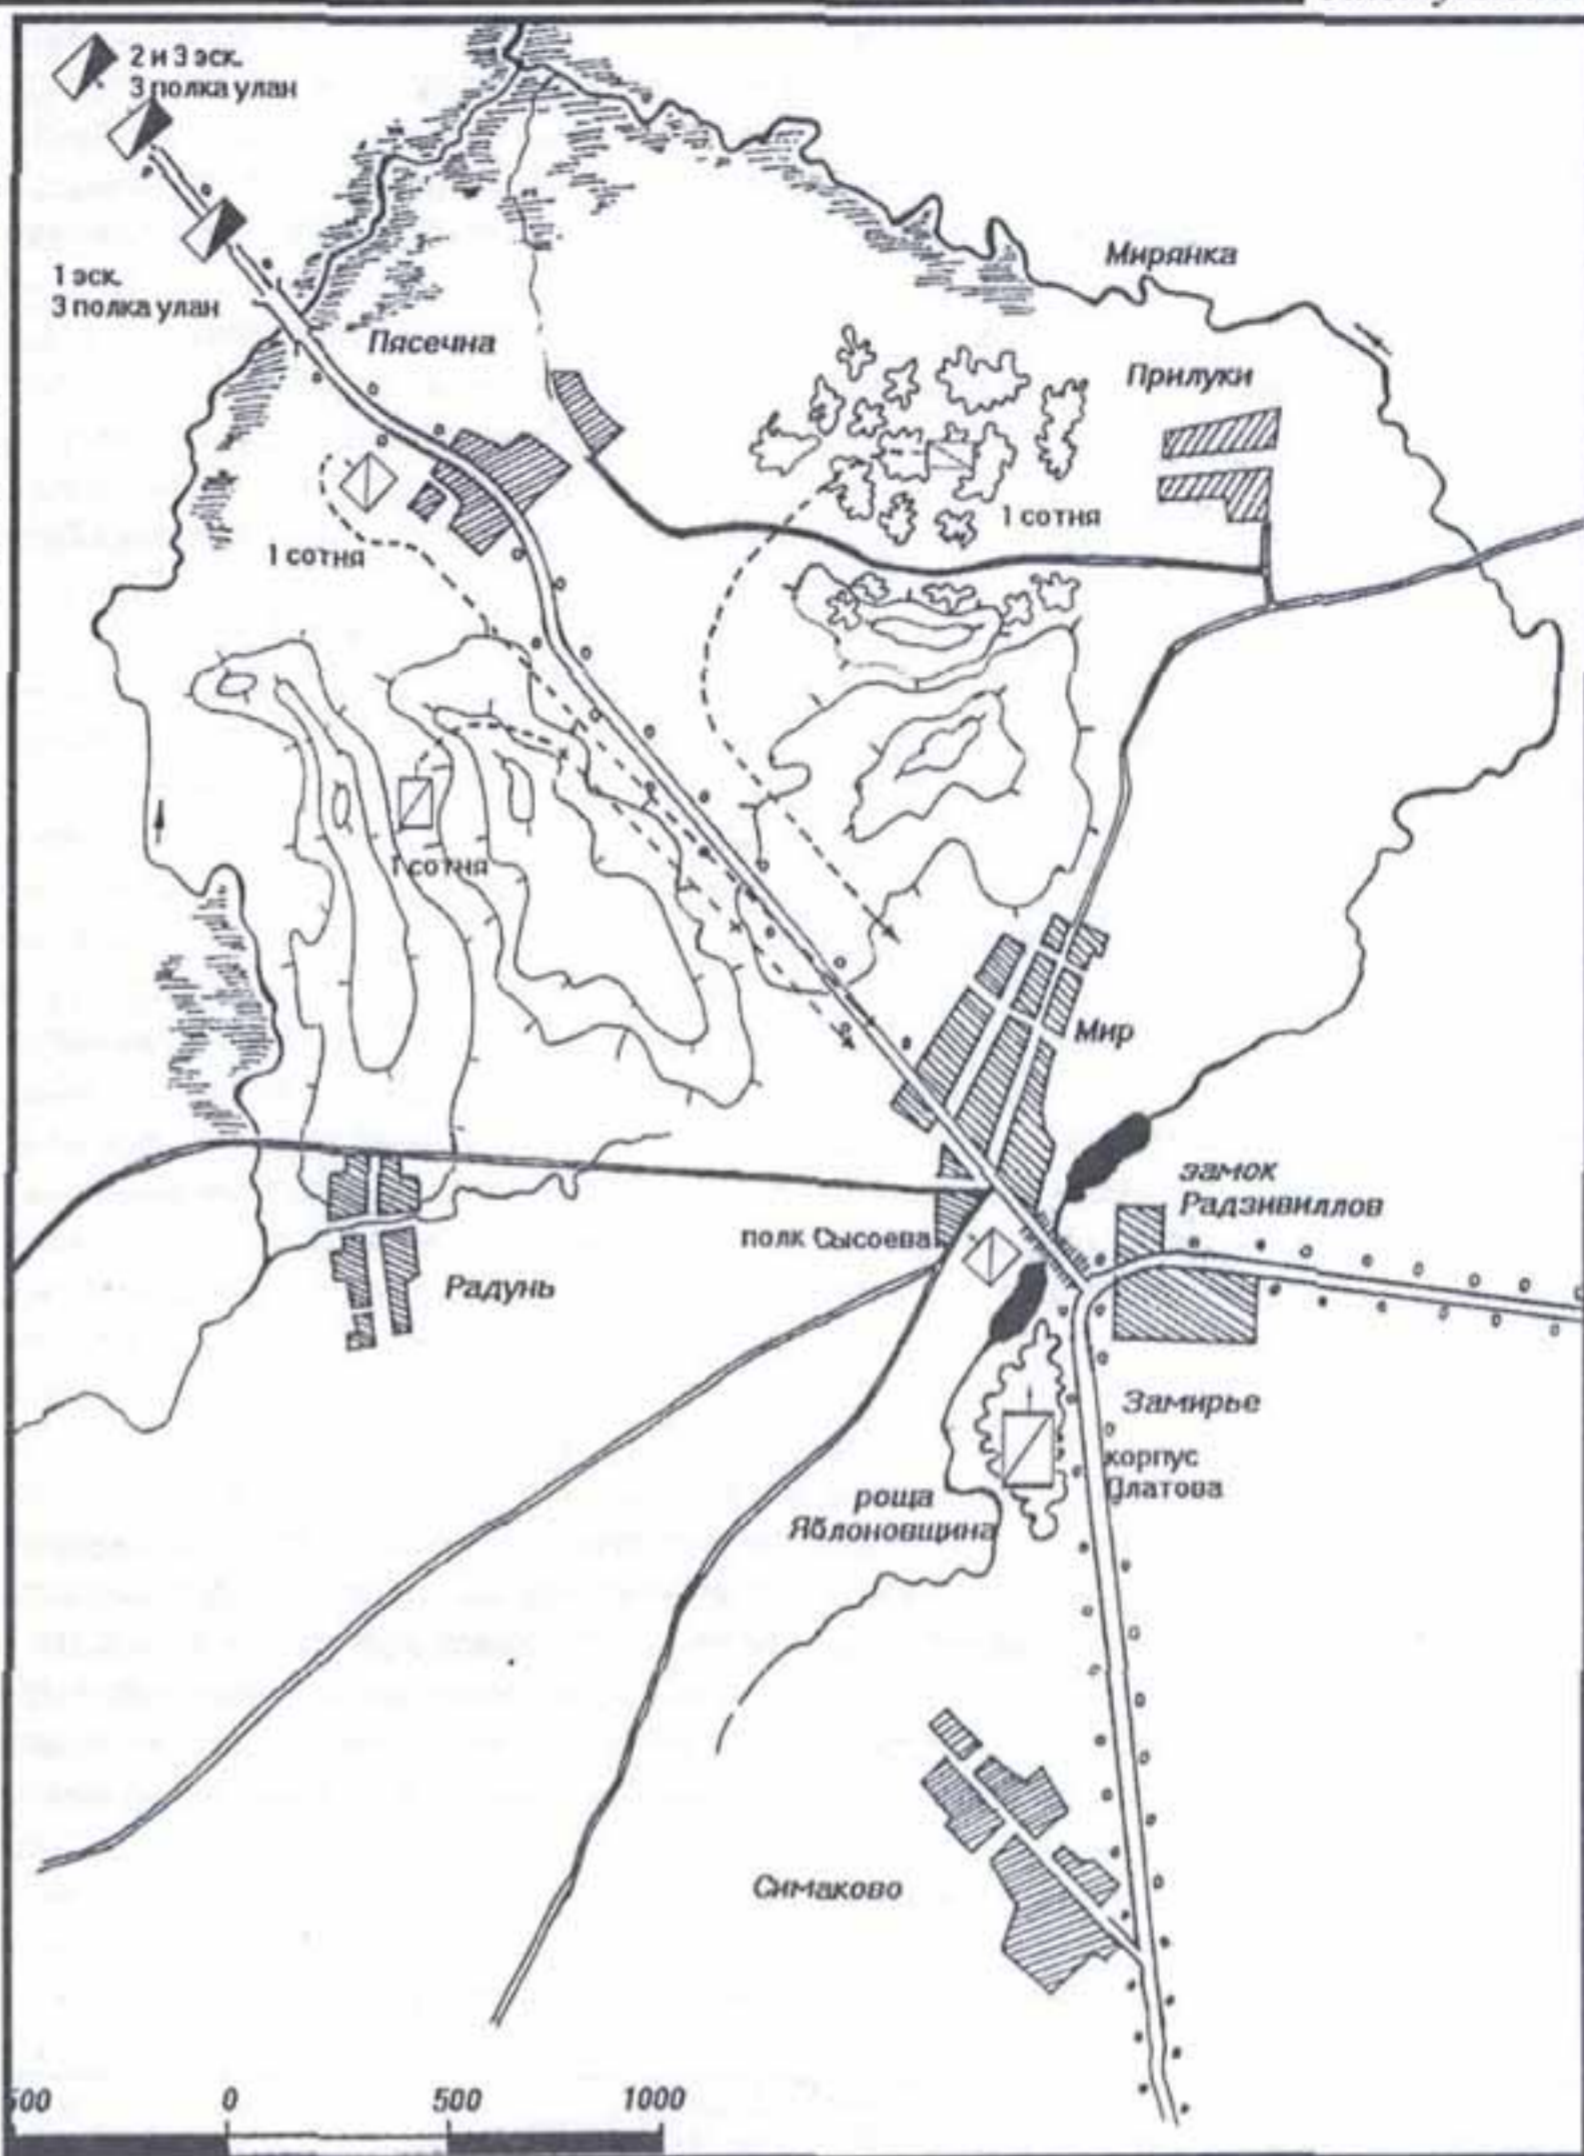 2 и 3 эск.
3 полка улан
1 эск.
3 полка улан
Мирянка
Пясечна
Прилуки
1 сотня
1 сотня
1 сотня
Мир
замок
Радзивиллов
полк Сысоева
Радунь
Замирье
корпус
Платова
роща
Яблоновщина
Симаково
500 0 500 1000